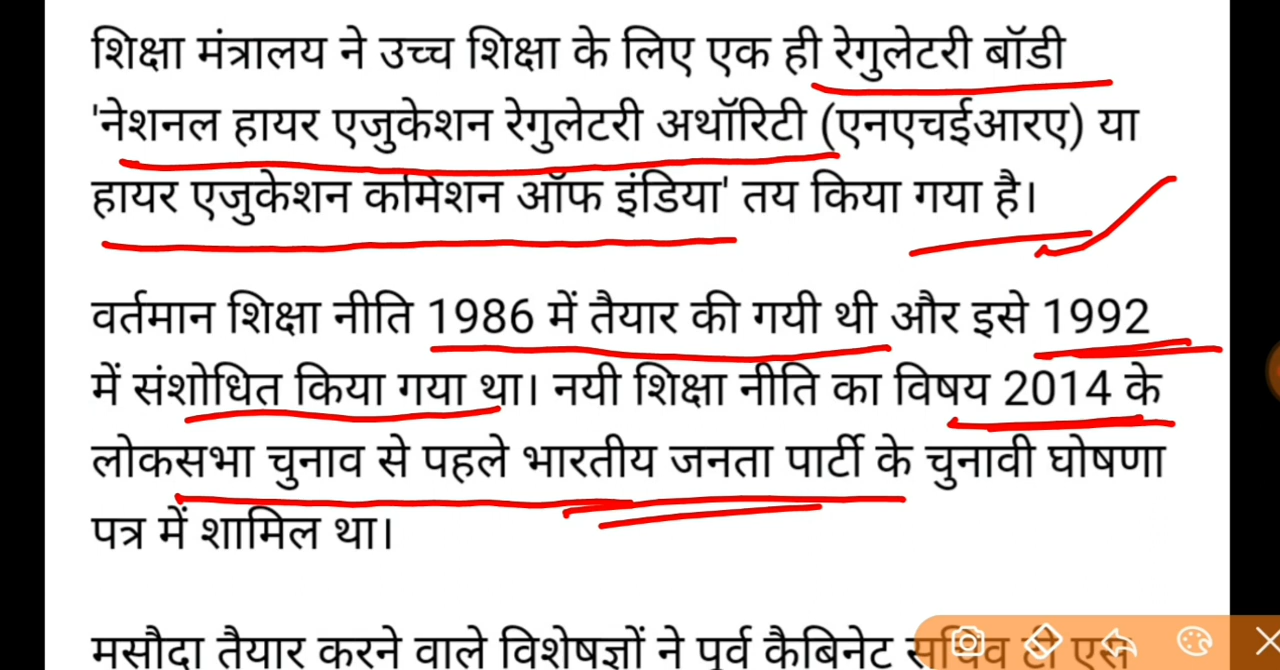 शिक्षा मंत्रालय ने उच्च शिक्षा के लिए एक ही रेगुलेटरी बॉडी
'नेशनल हायर एजुकेशन रेगुलेटरी अथॉरिटी (एनएचईआरए) या
हायर एजुकेशन कमिशन ऑफ इंडिया' तय किया गया है।
वर्तमान शिक्षा नीति 1986 में तैयार की गयी थी और इसे 1992
में संशोधित किया गया था। नयी शिक्षा नीति का विषय 2014 के
लोकसभा चुनाव से पहले भारतीय जनता पार्टी के चुनावी घोषणा
पत्र में शामिल था।
मसौदा तैयार करने वाले विशेषज्ञों ने पूर्व कैबिनेट सचिव टी एस